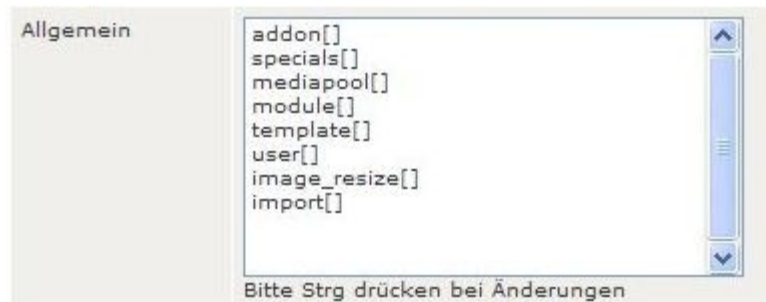 Allgemein
addon[]
specials[]
mediapool[]
module[]
template[]
user[]
image_resize[]
import[]
Bitte Strg drücken bei Änderungen